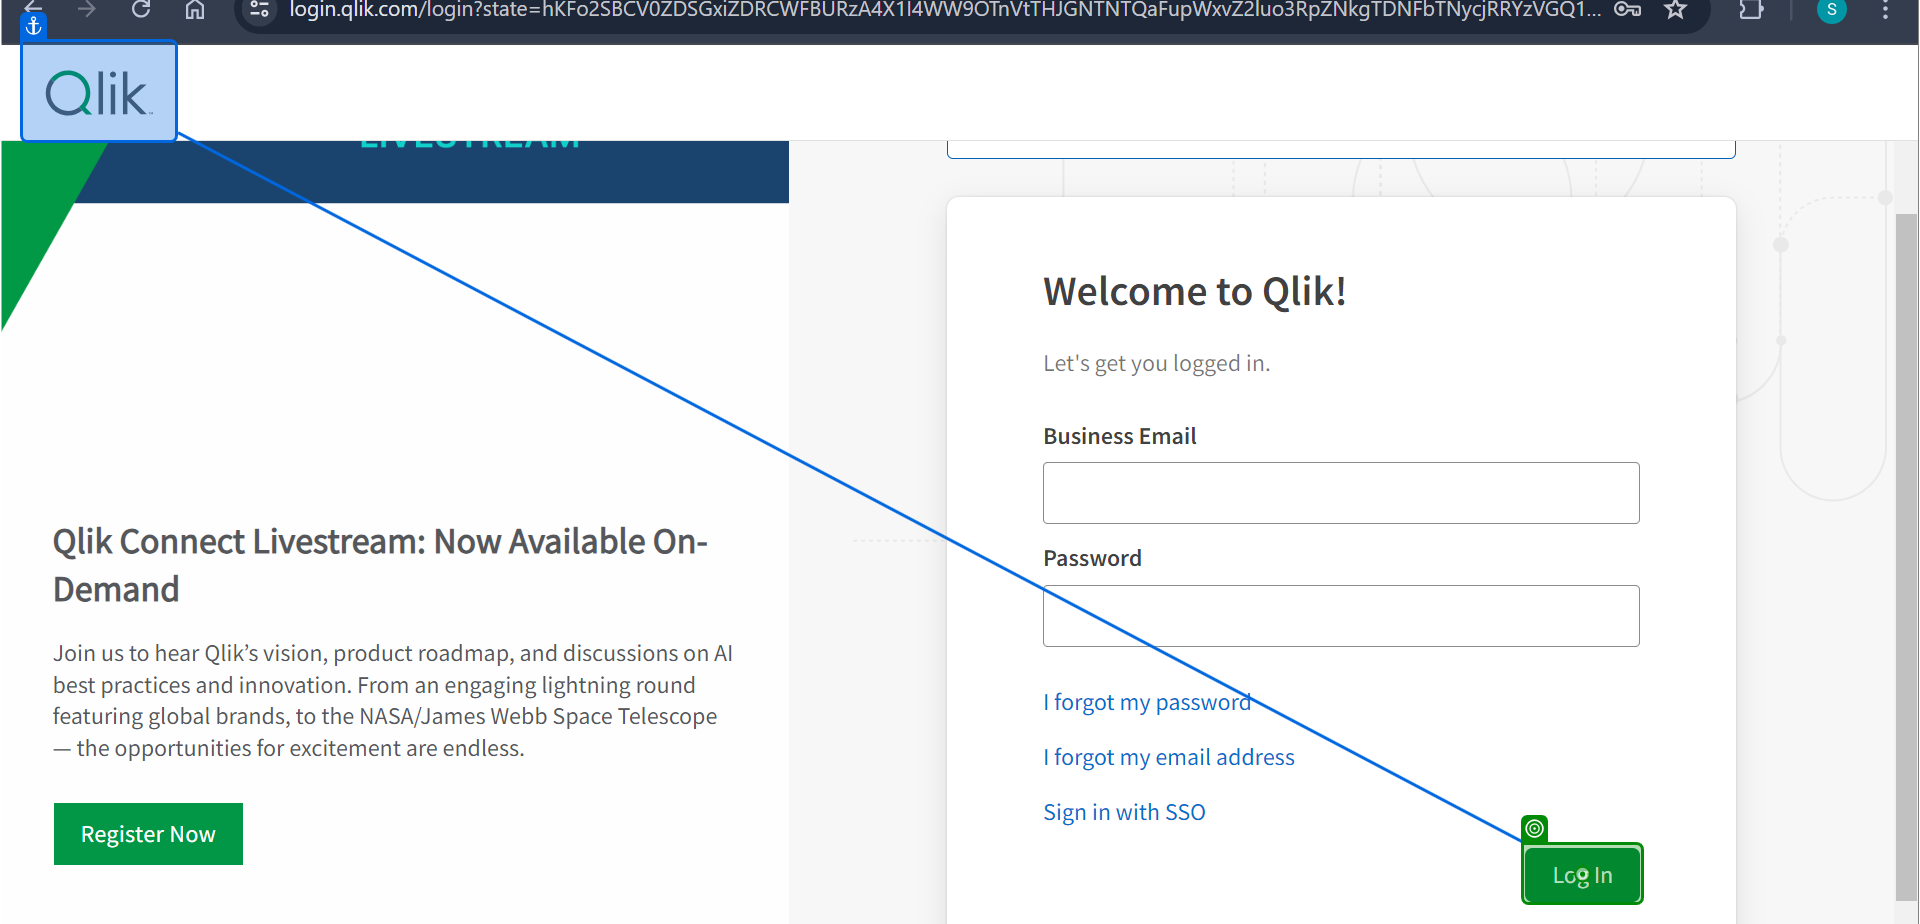 login.qlik.com/login?state=hKFo2SBCV0ZDSGxiZDRCWFBURzA4X1l4WW9OTnVtTHJGNTNTQaFupWxvZ2luo3RpZNkgTDNFbTNycjRRYzVGQ1...
S
Qlik
LIVESTREAM
Welcome to Qlik!
Let's get you logged in.
Business Email
Password
I forgot my password
I forgot my email address
Sign in with SSO
Log In
Qlik Connect Livestream: Now Available On-
Demand
Join us to hear Qlik’s vision, product roadmap, and discussions on AI
best practices and innovation. From an engaging lightning round
featuring global brands, to the NASA/James Webb Space Telescope
— the opportunities for excitement are endless.
Register Now